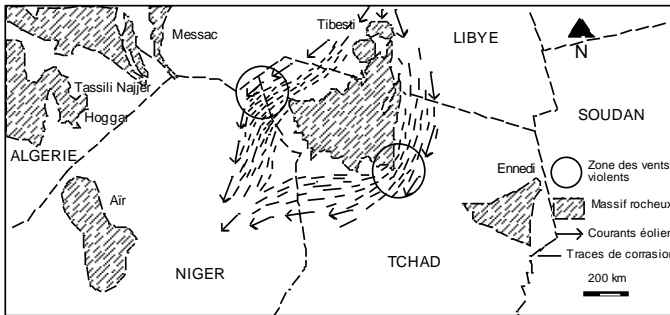 Messac
Tibesti
LIBYE
N
Tassili Najjer
Hoggar
SOUDAN
ALGERIE
Ennedi
Zone des vents
violents
Aïr
Massif rocheux
Courants éolien
Traces de corrasion
NIGER
TCHAD
200 km